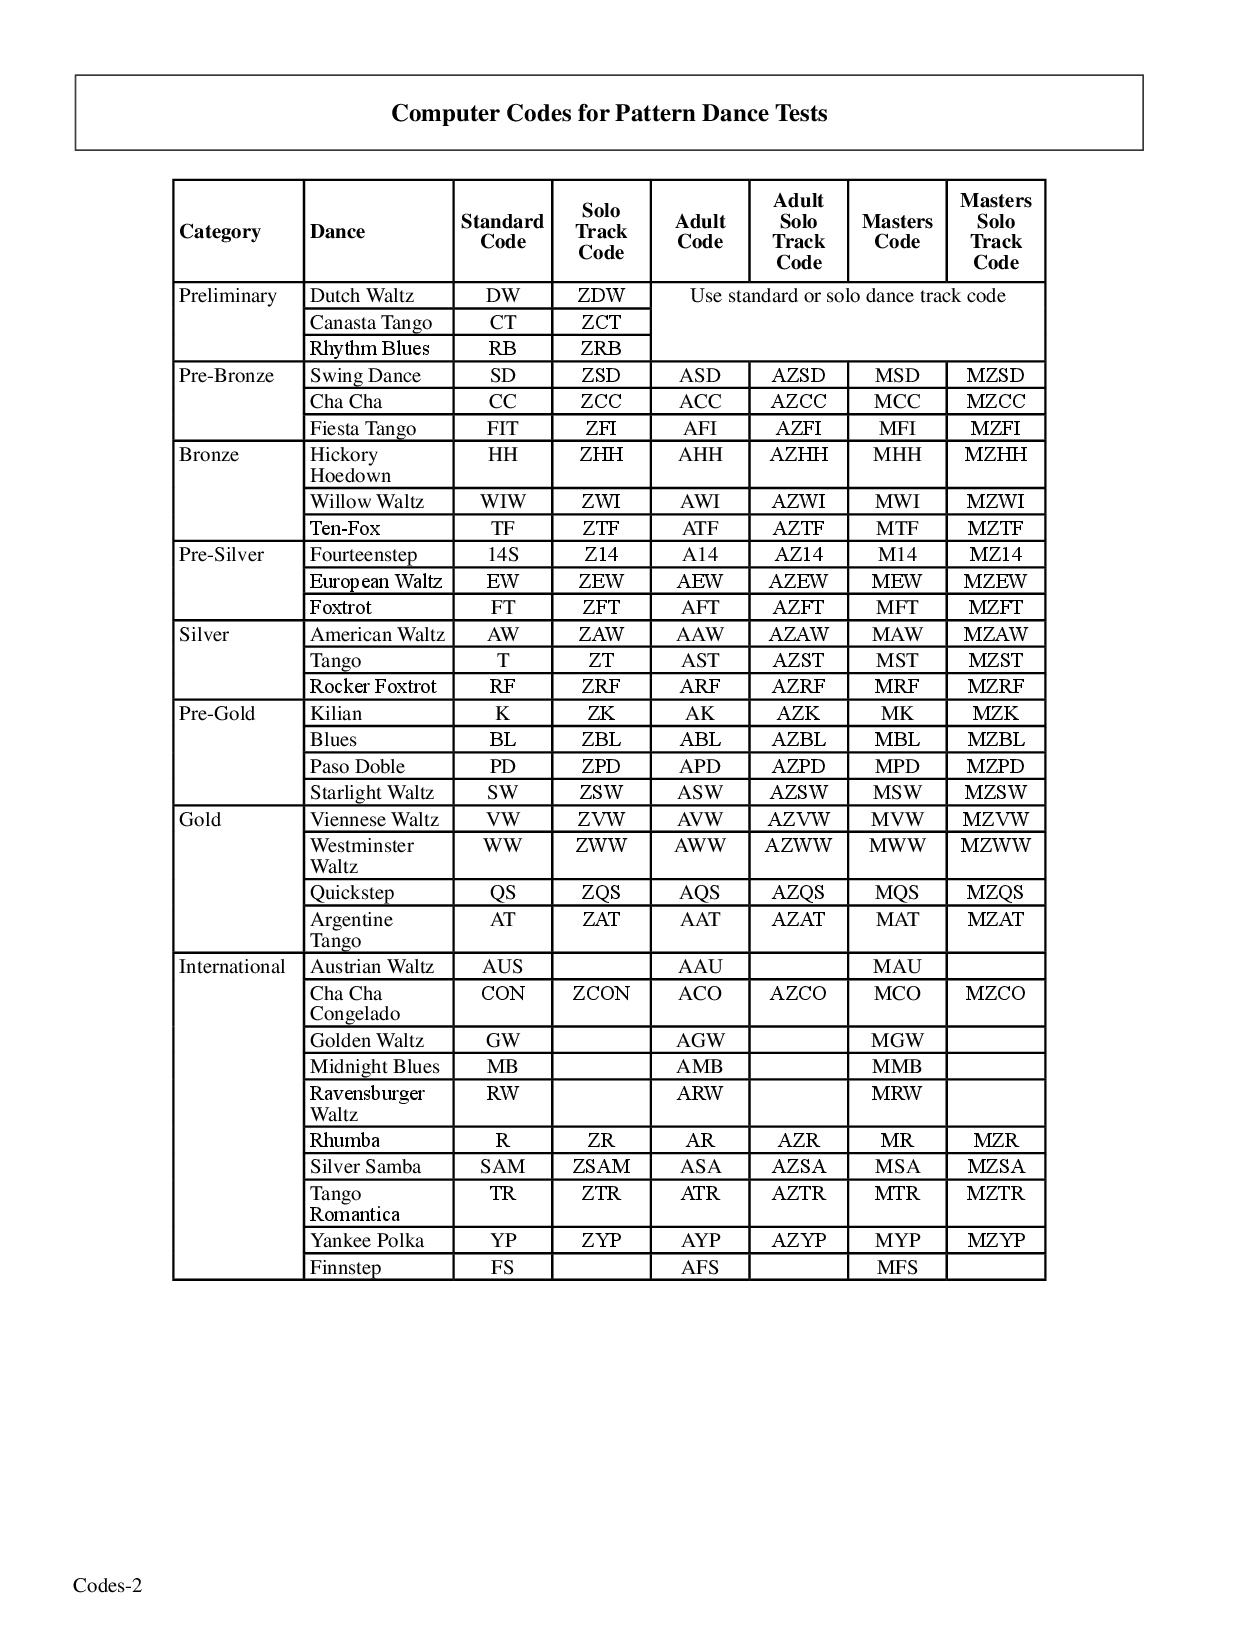 Computer Codes for Pattern Dance Tests
Category Dance Standard Code Solo Track Code Adult Code Adult Solo Track Code Masters Code Masters Solo Track Code
Preliminary Dutch Waltz DW ZDW Use standard or solo dance track code
Canasta Tango CT ZCT
Rhythm Blues RB ZRB
Pre-Bronze Swing Dance SD ZSD ASD AZSD MSD MZSD
Cha Cha CC ZCC ACC AZCC MCC MZCC
Fiesta Tango FIT ZFI AFI AZFI MFI MZFI
Bronze Hickory Hoedown HH ZHH AHH AZHH MHH MZHH
Willow Waltz WIW ZWI AWI AZWI MWI MZWI
Ten-Fox TF ZTF ATF AZTF MTF MZTF
Pre-Silver Fourteenstep 14S Z14 A14 AZ14 M14 MZ14
European Waltz EW ZEW AEW AZEW MEW MZEW
Foxtrot FT ZFT AFT AZFT MFT MZFT
Silver American Waltz AW ZAW AAW AZAW MAW MZAW
Tango T ZT AST AZST MST MZST
Rocker Foxtrot RF ZRF ARF AZRF MRF MZRF
Pre-Gold Kilian K ZK AK AZK MK MZK
Blues BL ZBL ABL AZBL MBL MZBL
Paso Doble PD ZPD APD AZPD MPD MZPD
Starlight Waltz SW ZSW ASW AZSW MSW MZSW
Gold Viennese Waltz VW ZVW AVW AZVW MVW MZVW
Westminster Waltz WW ZWW AWW AZWW MWW MZWW
Quickstep QS ZQS AQS AZQS MQS MZQS
Argentine Tango AT ZAT AAT AZAT MAT MZAT
International Austrian Waltz AUS AAU MAU
Cha Cha Congelado CON ZCON ACO AZCO MCO MZCO
Golden Waltz GW AGW MGW
Midnight Blues MB AMB MMB
Ravensburger Waltz RW ARW MRW
Rhumba R ZR AR AZR MR MZR
Silver Samba SAM ZSAM ASA AZSA MSA MZSA
Tango Romantica TR ZTR ATR AZTR MTR MZTR
Yankee Polka YP ZYP AYP AZYP MYP MZYP
Finnstep FS AFS MFS
Codes-2